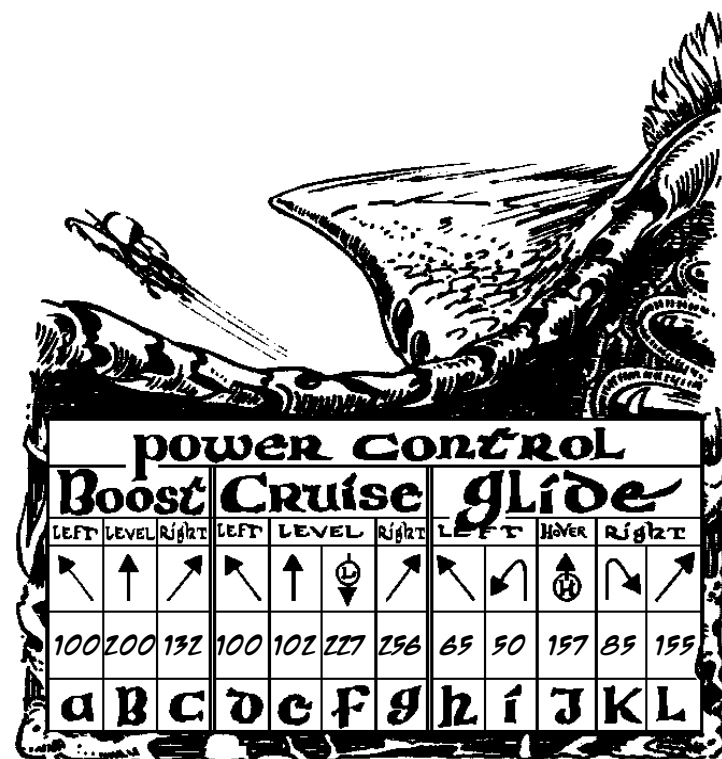 power control
Boost Cruise glide
LEFT LEVEL Right LEFT LEVEL Right LEFT HOVER Right
L H
100 200 132 100 102 227 256 65 50 157 85 155
a B C d e f g h i J K L